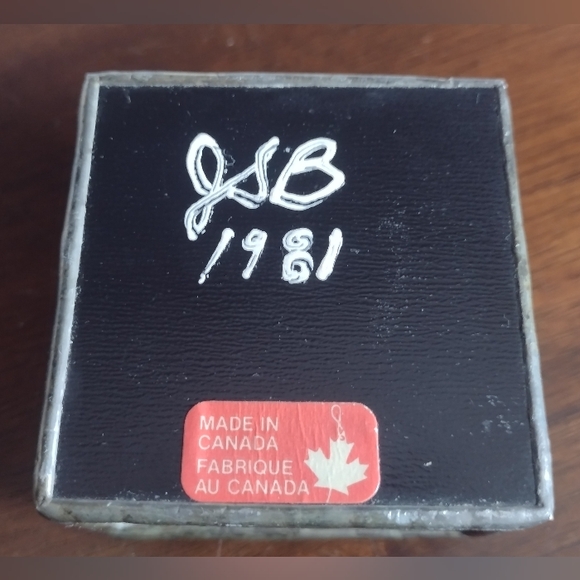 JSB
1981
MADE IN
CANADA
FABRIQUE
AU CANADA